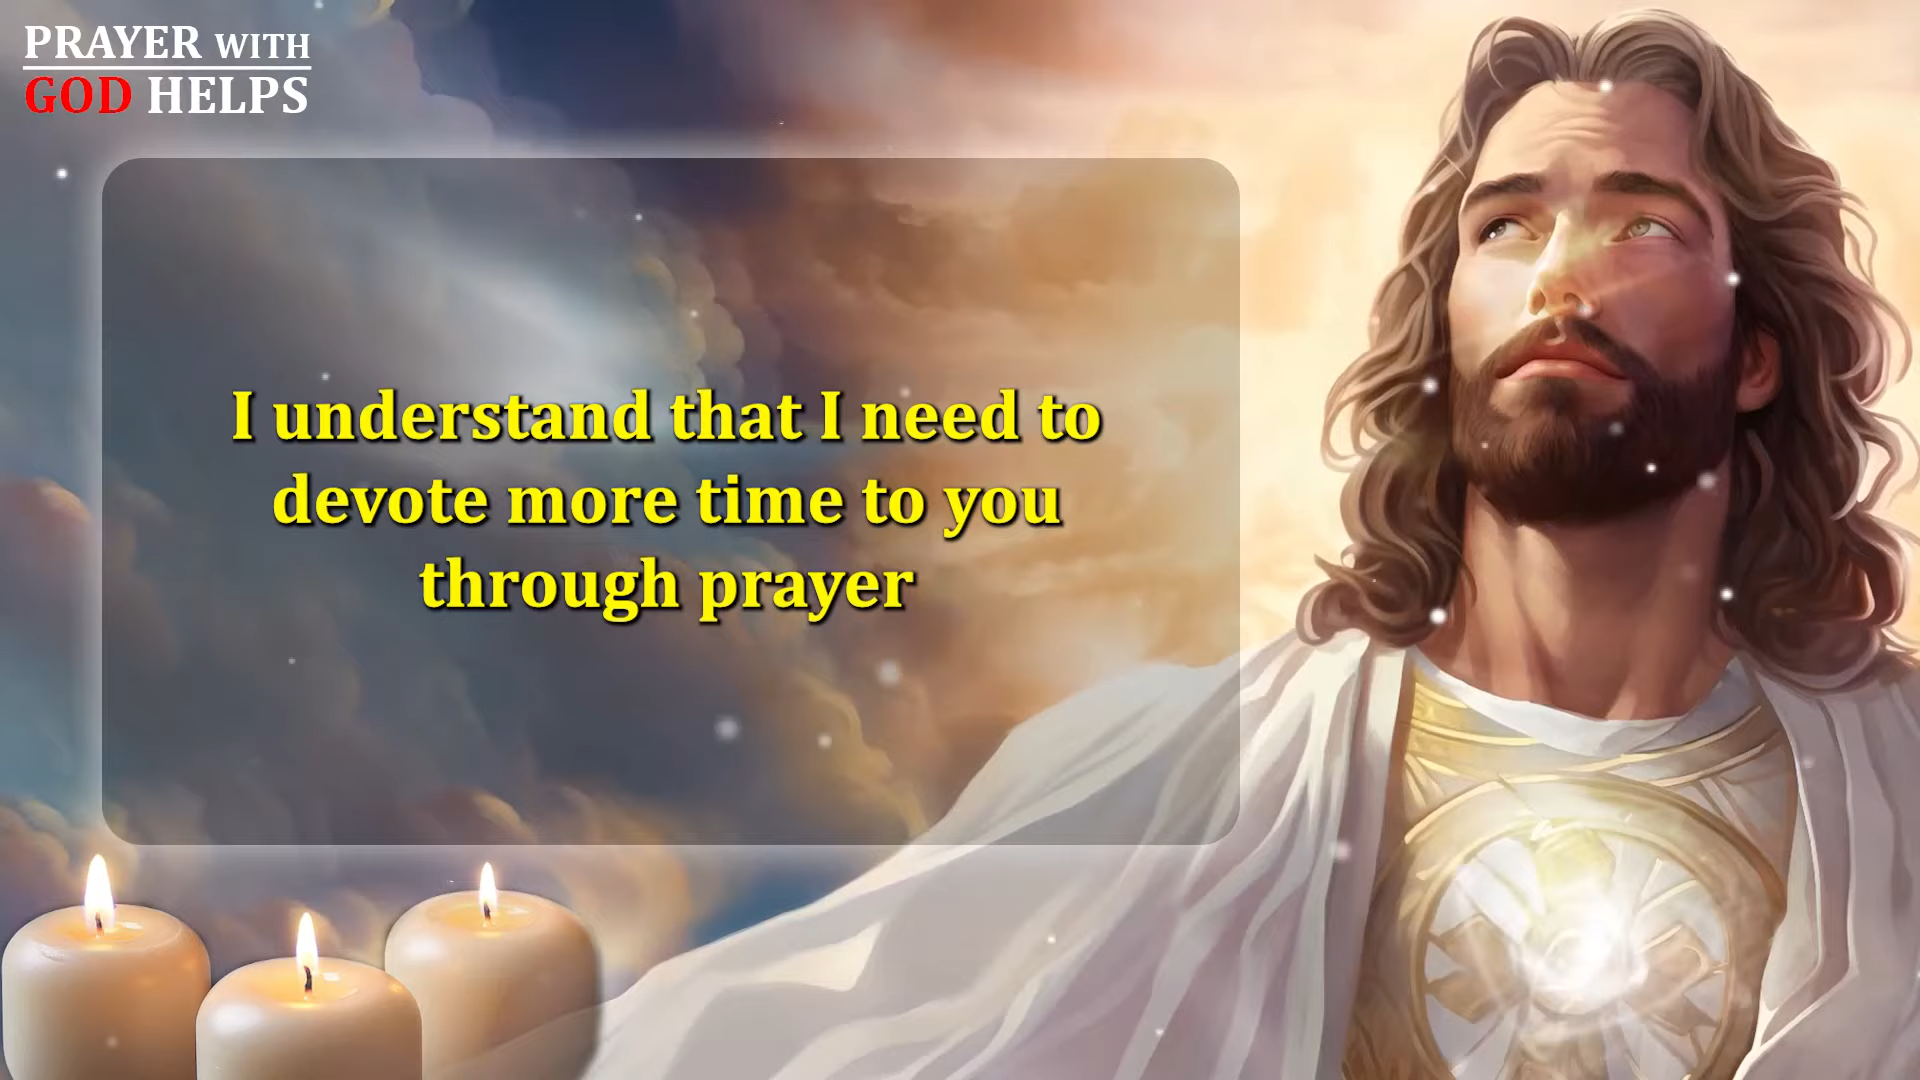 PRAYER WITH
GOD HELPS
I understand that I need to
devote more time to you
through prayer